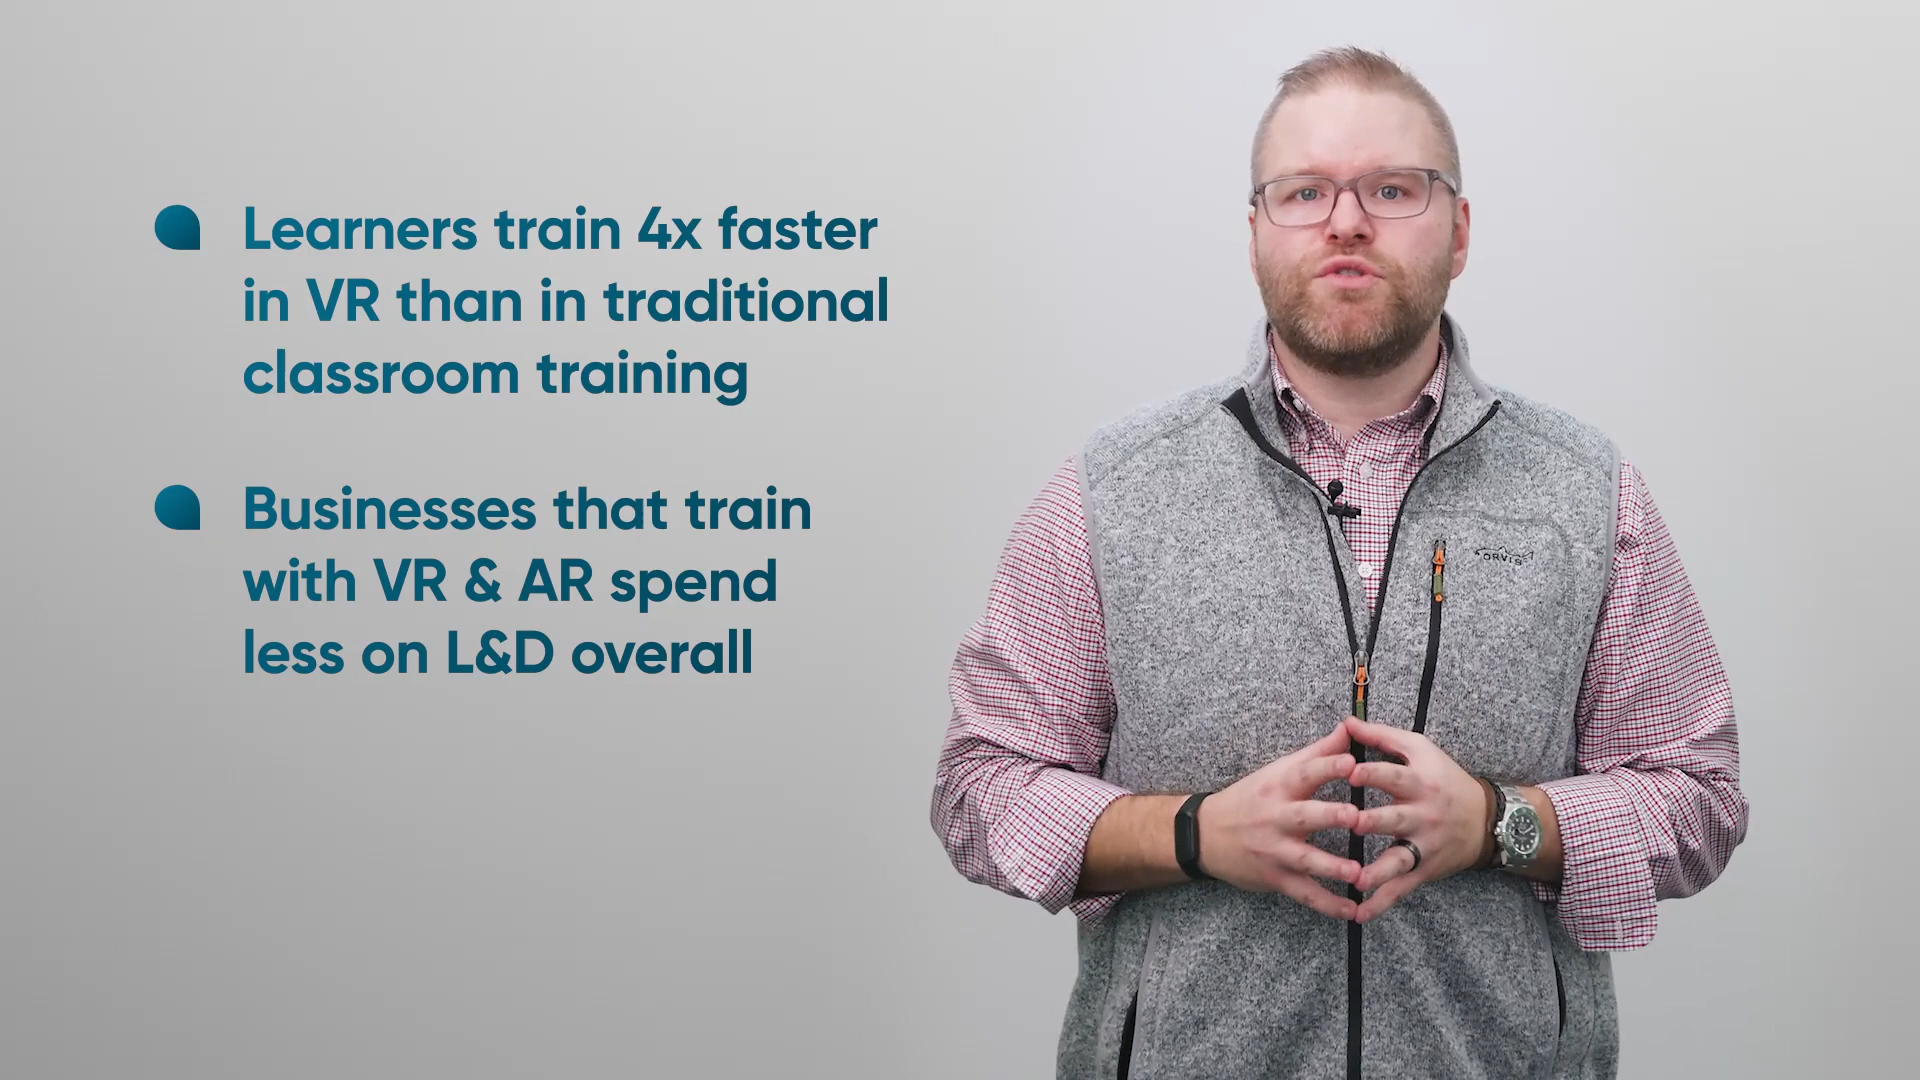 Learners train 4x faster
in VR than in traditional
classroom training
Businesses that train
with VR & AR spend
less on L&D overall
ORVIS